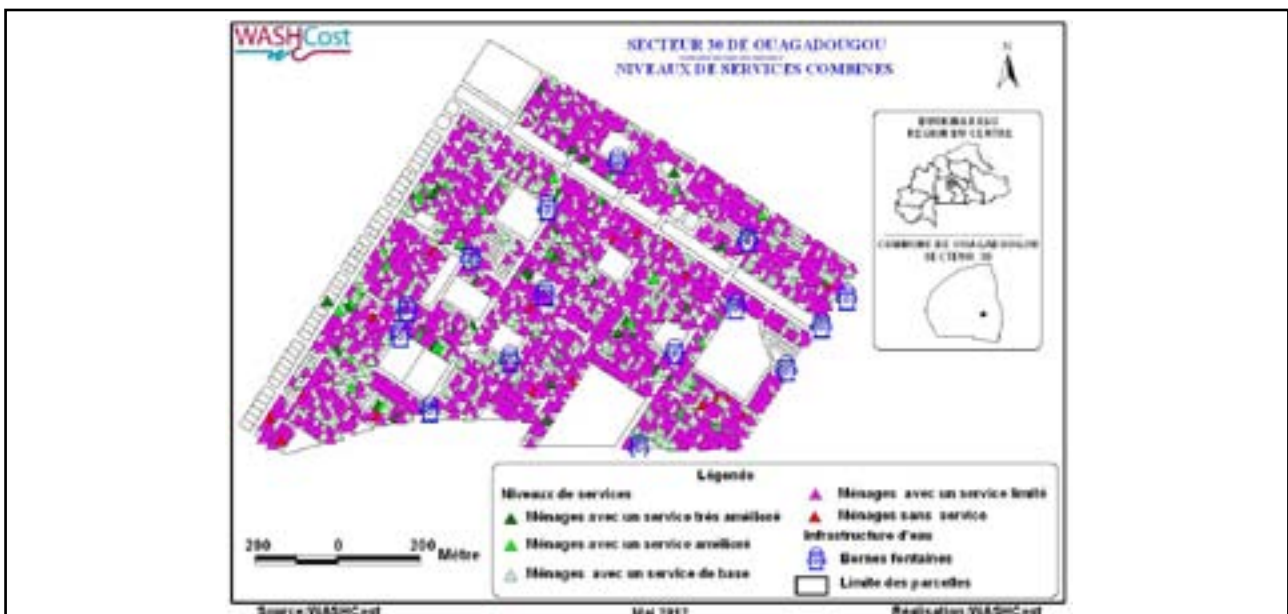 WASHCost
SECTEUR 30 DE OUAGADOUGOU
NIVEAUX DE SERVICES COMBINES
N
BURKINA FASO
REGION DU CENTRE
COMMUNE DE OUAGADOUGOU
SECTEUR 30
Légende
Niveaux de services
Ménages avec un service très amélioré
Ménages avec un service amélioré
Ménages avec un service de base
Ménages avec un service limité
Ménages sans service
Infrastructure d'eau
Bornes fontaines
Limite des parcelles
200 0 200 Mètre
Source WASHCost
Mai 2012
Réalisation WASHCost